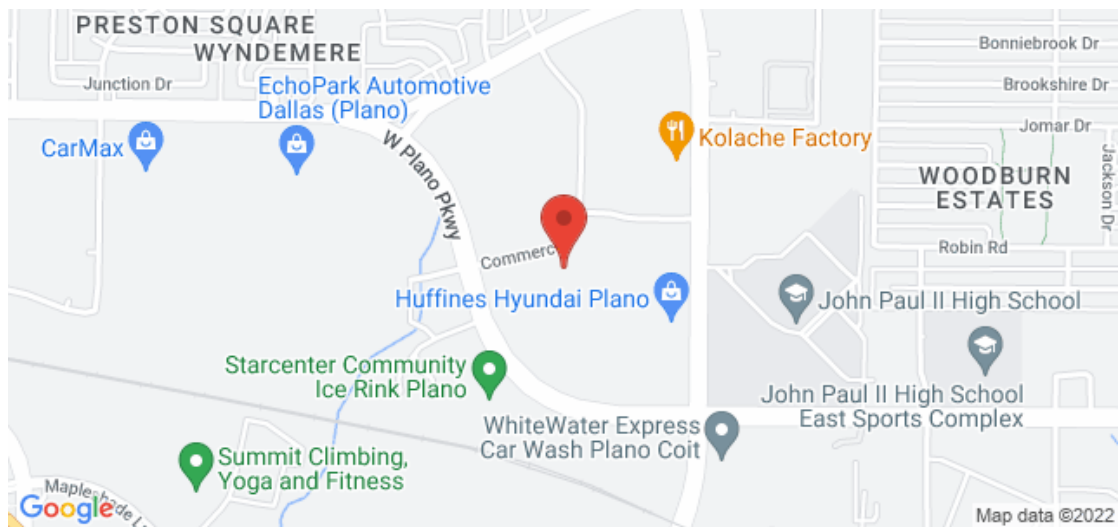 PRESTON SQUARE
WYNDEMERE
Junction Dr
EchoPark Automotive
Dallas (Plano)
CarMax
W Plano Pkwy
Kolache Factory
Bonniebrook Dr
Brookshire Dr
Jomar Dr
Jackson Dr
WOODBURN
ESTATES
Robin Rd
Commerc
Huffines Hyundai Plano
John Paul II High School
Starcenter Community
Ice Rink Plano
John Paul II High School
East Sports Complex
WhiteWater Express
Car Wash Plano Coit
Summit Climbing,
Yoga and Fitness
Mapleshade L
Google
Map data ©2022